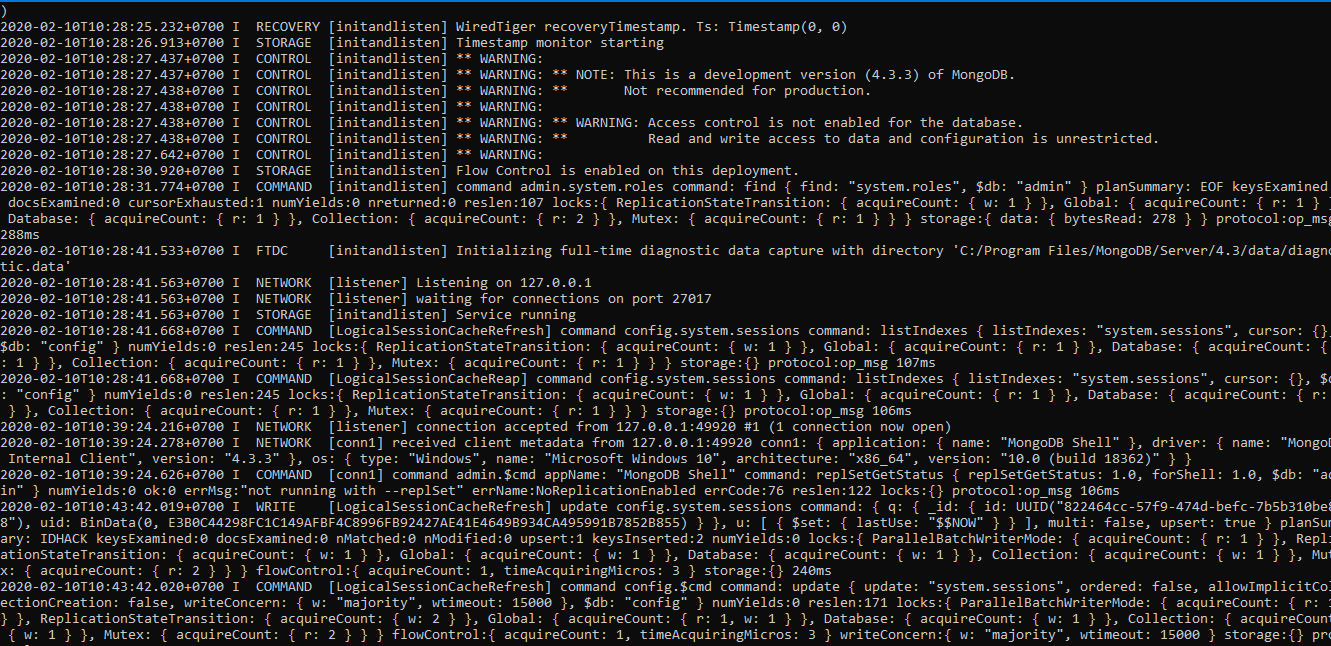 )
2020-02-10T10:28:25.232+0700 I  RECOVERY [initandlisten] WiredTiger recoveryTimestamp. Ts: Timestamp(0, 0)
2020-02-10T10:28:26.913+0700 I  STORAGE  [initandlisten] Timestamp monitor starting
2020-02-10T10:28:27.437+0700 I  CONTROL  [initandlisten] ** WARNING:
2020-02-10T10:28:27.437+0700 I  CONTROL  [initandlisten] ** WARNING: ** NOTE: This is a development version (4.3.3) of MongoDB.
2020-02-10T10:28:27.438+0700 I  CONTROL  [initandlisten] ** WARNING: **       Not recommended for production.
2020-02-10T10:28:27.438+0700 I  CONTROL  [initandlisten] ** WARNING:
2020-02-10T10:28:27.438+0700 I  CONTROL  [initandlisten] ** WARNING: ** WARNING: Access control is not enabled for the database.
2020-02-10T10:28:27.438+0700 I  CONTROL  [initandlisten] ** WARNING: **          Read and write access to data and configuration is unrestricted.
2020-02-10T10:28:27.642+0700 I  CONTROL  [initandlisten] ** WARNING:
2020-02-10T10:28:30.920+0700 I  STORAGE  [initandlisten] Flow Control is enabled on this deployment.
2020-02-10T10:28:31.774+0700 I  COMMAND  [initandlisten] command admin.system.roles command: find { find: "system.roles", $db: "admin" } planSummary: EOF keysExamined
docsExamined:0 cursorExhausted:1 numYields:0 nreturned:0 reslen:107 locks:{ ReplicationStateTransition: { acquireCount: { w: 1 } }, Global: { acquireCount: { r: 1 } }
Database: { acquireCount: { r: 1 } }, Collection: { acquireCount: { r: 2 } }, Mutex: { acquireCount: { r: 1 } } } storage:{ data: { bytesRead: 278 } } protocol:op_msg
288ms
2020-02-10T10:28:41.533+0700 I  FTDC     [initandlisten] Initializing full-time diagnostic data capture with directory 'C:/Program Files/MongoDB/Server/4.3/data/diagno
tic.data'
2020-02-10T10:28:41.563+0700 I  NETWORK  [listener] Listening on 127.0.0.1
2020-02-10T10:28:41.563+0700 I  NETWORK  [listener] waiting for connections on port 27017
2020-02-10T10:28:41.563+0700 I  STORAGE  [initandlisten] Service running
2020-02-10T10:28:41.668+0700 I  COMMAND  [LogicalSessionCacheRefresh] command config.system.sessions command: listIndexes { listIndexes: "system.sessions", cursor: {},
$db: "config" } numYields:0 reslen:245 locks:{ ReplicationStateTransition: { acquireCount: { w: 1 } }, Global: { acquireCount: { r: 1 } }, Database: { acquireCount: {
: 1 } }, Collection: { acquireCount: { r: 1 } }, Mutex: { acquireCount: { r: 1 } } } storage:{} protocol:op_msg 107ms
2020-02-10T10:28:41.668+0700 I  COMMAND  [LogicalSessionCacheReap] command config.system.sessions command: listIndexes { listIndexes: "system.sessions", cursor: {}, $d
: "config" } numYields:0 reslen:245 locks:{ ReplicationStateTransition: { acquireCount: { w: 1 } }, Global: { acquireCount: { r: 1 } }, Database: { acquireCount: { r:
} }, Collection: { acquireCount: { r: 1 } }, Mutex: { acquireCount: { r: 1 } } } storage:{} protocol:op_msg 106ms
2020-02-10T10:39:24.216+0700 I  NETWORK  [listener] connection accepted from 127.0.0.1:49920 #1 (1 connection now open)
2020-02-10T10:39:24.278+0700 I  NETWORK  [conn1] received client metadata from 127.0.0.1:49920 conn1: { application: { name: "MongoDB Shell" }, driver: { name: "MongoD
Internal Client", version: "4.3.3" }, os: { type: "Windows", name: "Microsoft Windows 10", architecture: "x86_64", version: "10.0 (build 18362)" } }
2020-02-10T10:39:24.626+0700 I  COMMAND  [conn1] command admin.$cmd appName: "MongoDB Shell" command: replSetGetStatus { replSetGetStatus: 1.0, forShell: 1.0, $db: "ad
in" } numYields:0 ok:0 errMsg:"not running with --replSet" errName:NoReplicationEnabled errCode:76 reslen:122 locks:{} protocol:op_msg 106ms
2020-02-10T10:43:42.019+0700 I  WRITE    [LogicalSessionCacheRefresh] update config.system.sessions command: { q: { _id: { id: UUID("822464cc-57f9-474d-befc-7b5b310be8
8"), uid: BinData(0, E3B0C44298FC1C149AFBF4C8996FB92427AE41E4649B934CA495991B7852B855) } }, u: [ { $set: { lastUse: "$$NOW" } } ], multi: false, upsert: true } planSum
ary: IDHACK keysExamined:0 docsExamined:0 nMatched:0 nModified:0 upsert:1 keysInserted:2 numYields:0 locks:{ ParallelBatchWriterMode: { acquireCount: { r: 1 } }, Repli
ationStateTransition: { acquireCount: { w: 1 } }, Global: { acquireCount: { w: 1 } }, Database: { acquireCount: { w: 1 } }, Collection: { acquireCount: { w: 1 } }, Mut
x: { acquireCount: { r: 2 } } } flowControl:{ acquireCount: 1, timeAcquiringMicros: 3 } storage:{} 240ms
2020-02-10T10:43:42.020+0700 I  COMMAND  [LogicalSessionCacheRefresh] command config.$cmd command: update { update: "system.sessions", ordered: false, allowImplicitCol
ectionCreation: false, writeConcern: { w: "majority", wtimeout: 15000 }, $db: "config" } numYields:0 reslen:171 locks:{ ParallelBatchWriterMode: { acquireCount: { r: 1
} }, ReplicationStateTransition: { acquireCount: { w: 2 } }, Global: { acquireCount: { r: 1, w: 1 } }, Database: { acquireCount: { w: 1 } }, Collection: { acquireCount:
{ w: 1 } }, Mutex: { acquireCount: { r: 2 } } } flowControl:{ acquireCount: 1, timeAcquiringMicros: 3 } writeConcern:{ w: "majority", wtimeout: 15000 } storage:{} pro